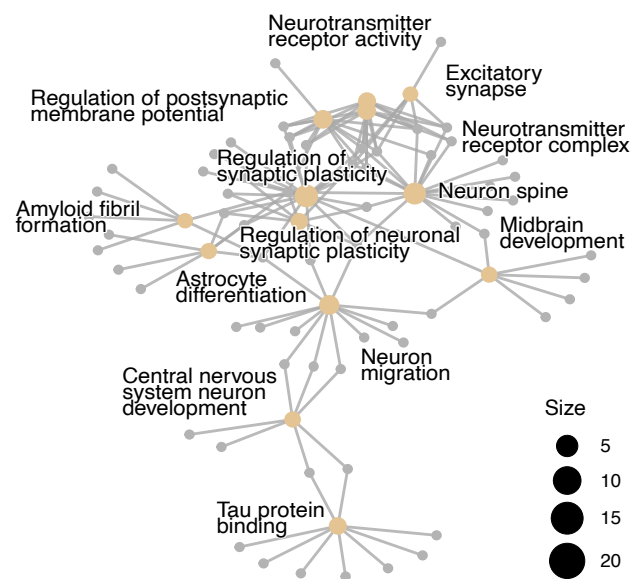 Neurotransmitter
receptor activity
Excitatory
synapse
Regulation of postsynaptic
membrane potential
Neurotransmitter
receptor complex
Regulation of
synaptic plasticity
Neuron spine
Amyloid fibril
formation
Regulation of neuronal
synaptic plasticity
Midbrain
development
Astrocyte
differentiation
Neuron
migration
Central nervous
system neuron
development
Tau protein
binding
Size
5
10
15
20